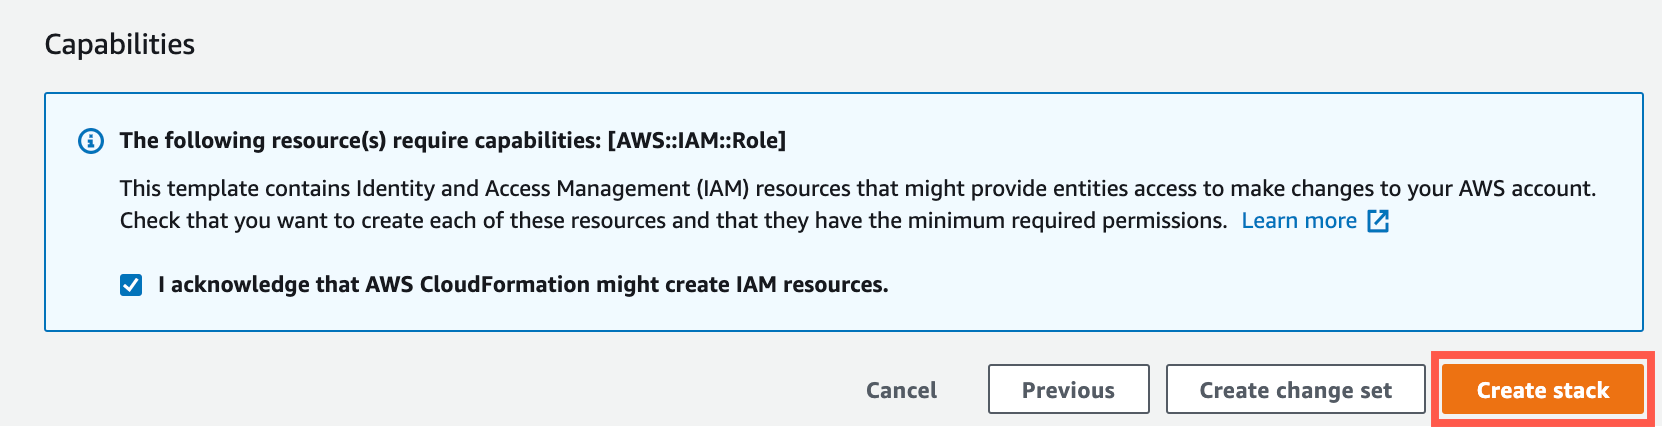 Capabilities
The following resource(s) require capabilities: [AWS::IAM::Role]
This template contains Identity and Access Management (IAM) resources that might provide entities access to make changes to your AWS account.
Check that you want to create each of these resources and that they have the minimum required permissions. Learn more
I acknowledge that AWS CloudFormation might create IAM resources.
Cancel Previous Create change set Create stack